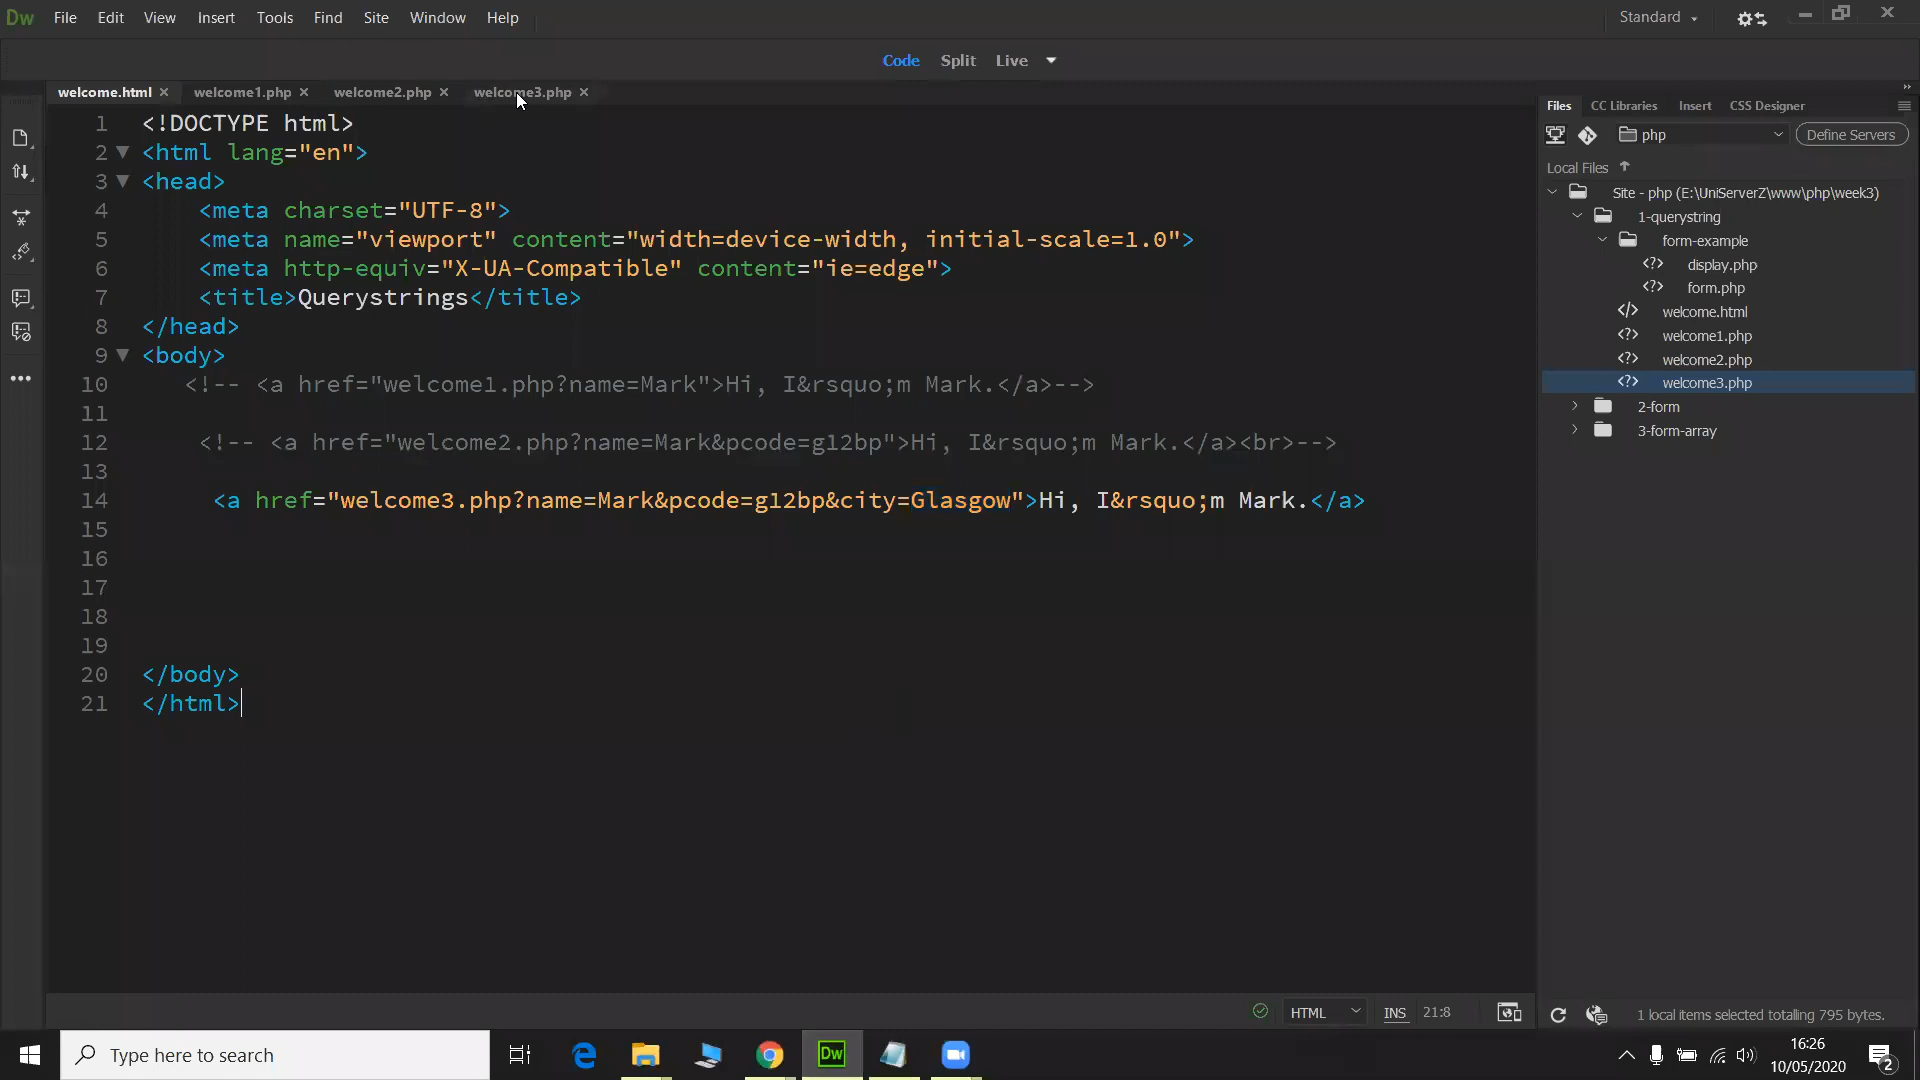 Dw File Edit View Insert Tools Find Site Window Help Standard
Code Split Live
welcome.html welcome1.php welcome2.php welcome3.php
1 <!DOCTYPE html>
2 <html lang="en">
3 <head>
4 <meta charset="UTF-8">
5 <meta name="viewport" content="width=device-width, initial-scale=1.0">
6 <meta http-equiv="X-UA-Compatible" content="ie=edge">
7 <title>Querystrings</title>
8 </head>
9 <body>
10 <!-- <a href="welcome1.php?name=Mark">Hi, I&rsquo;m Mark.</a>-->
11
12 <!-- <a href="welcome2.php?name=Mark&pcode=g12bp">Hi, I&rsquo;m Mark.</a><br>-->
13
14 <a href="welcome3.php?name=Mark&pcode=g12bp&city=Glasgow">Hi, I&rsquo;m Mark.</a>
15
16
17
18
19
20 </body>
21 </html>
Files CC Libraries Insert CSS Designer
php Define Servers
Local Files
Site - php (E:\UniServerZ\www\php\week3)
1-querystring
form-example
display.php
form.php
welcome.html
welcome1.php
welcome2.php
welcome3.php
2-form
3-form-array
HTML INS 21:8
1 local items selected totalling 795 bytes.
Type here to search
Dw
16:26
10/05/2020
2